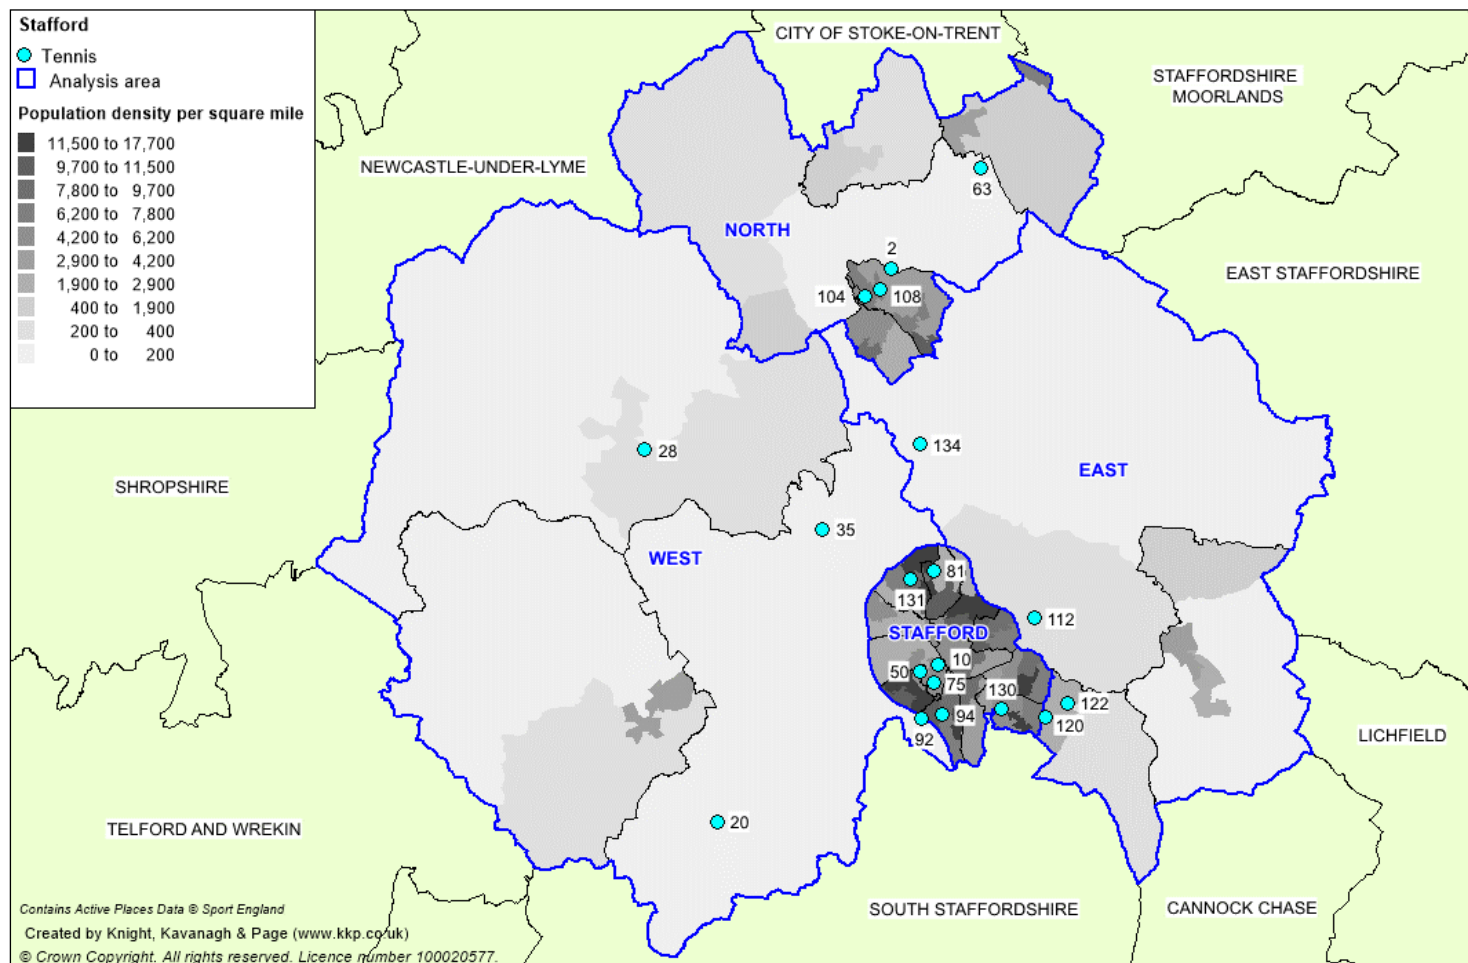 Stafford
Tennis
Analysis area
Population density per square mile
11,500 to 17,700
9,700 to 11,500
7,800 to 9,700
6,200 to 7,800
4,200 to 6,200
2,900 to 4,200
1,900 to 2,900
400 to 1,900
200 to 400
0 to 200
CITY OF STOKE-ON-TRENT
STAFFORDSHIRE
MOORLANDS
NEWCASTLE-UNDER-LYME
63
NORTH
2
EAST STAFFORDSHIRE
104
108
134
28
EAST
SHROPSHIRE
35
WEST
81
131
112
STAFFORD
10
50
75
130
122
94
120
92
LICHFIELD
20
TELFORD AND WREKIN
SOUTH STAFFORDSHIRE
CANNOCK CHASE
Contains Active Places Data © Sport England
Created by Knight, Kavanagh & Page (www.kkp.co.uk)
© Crown Copyright. All rights reserved. Licence number 100020577.